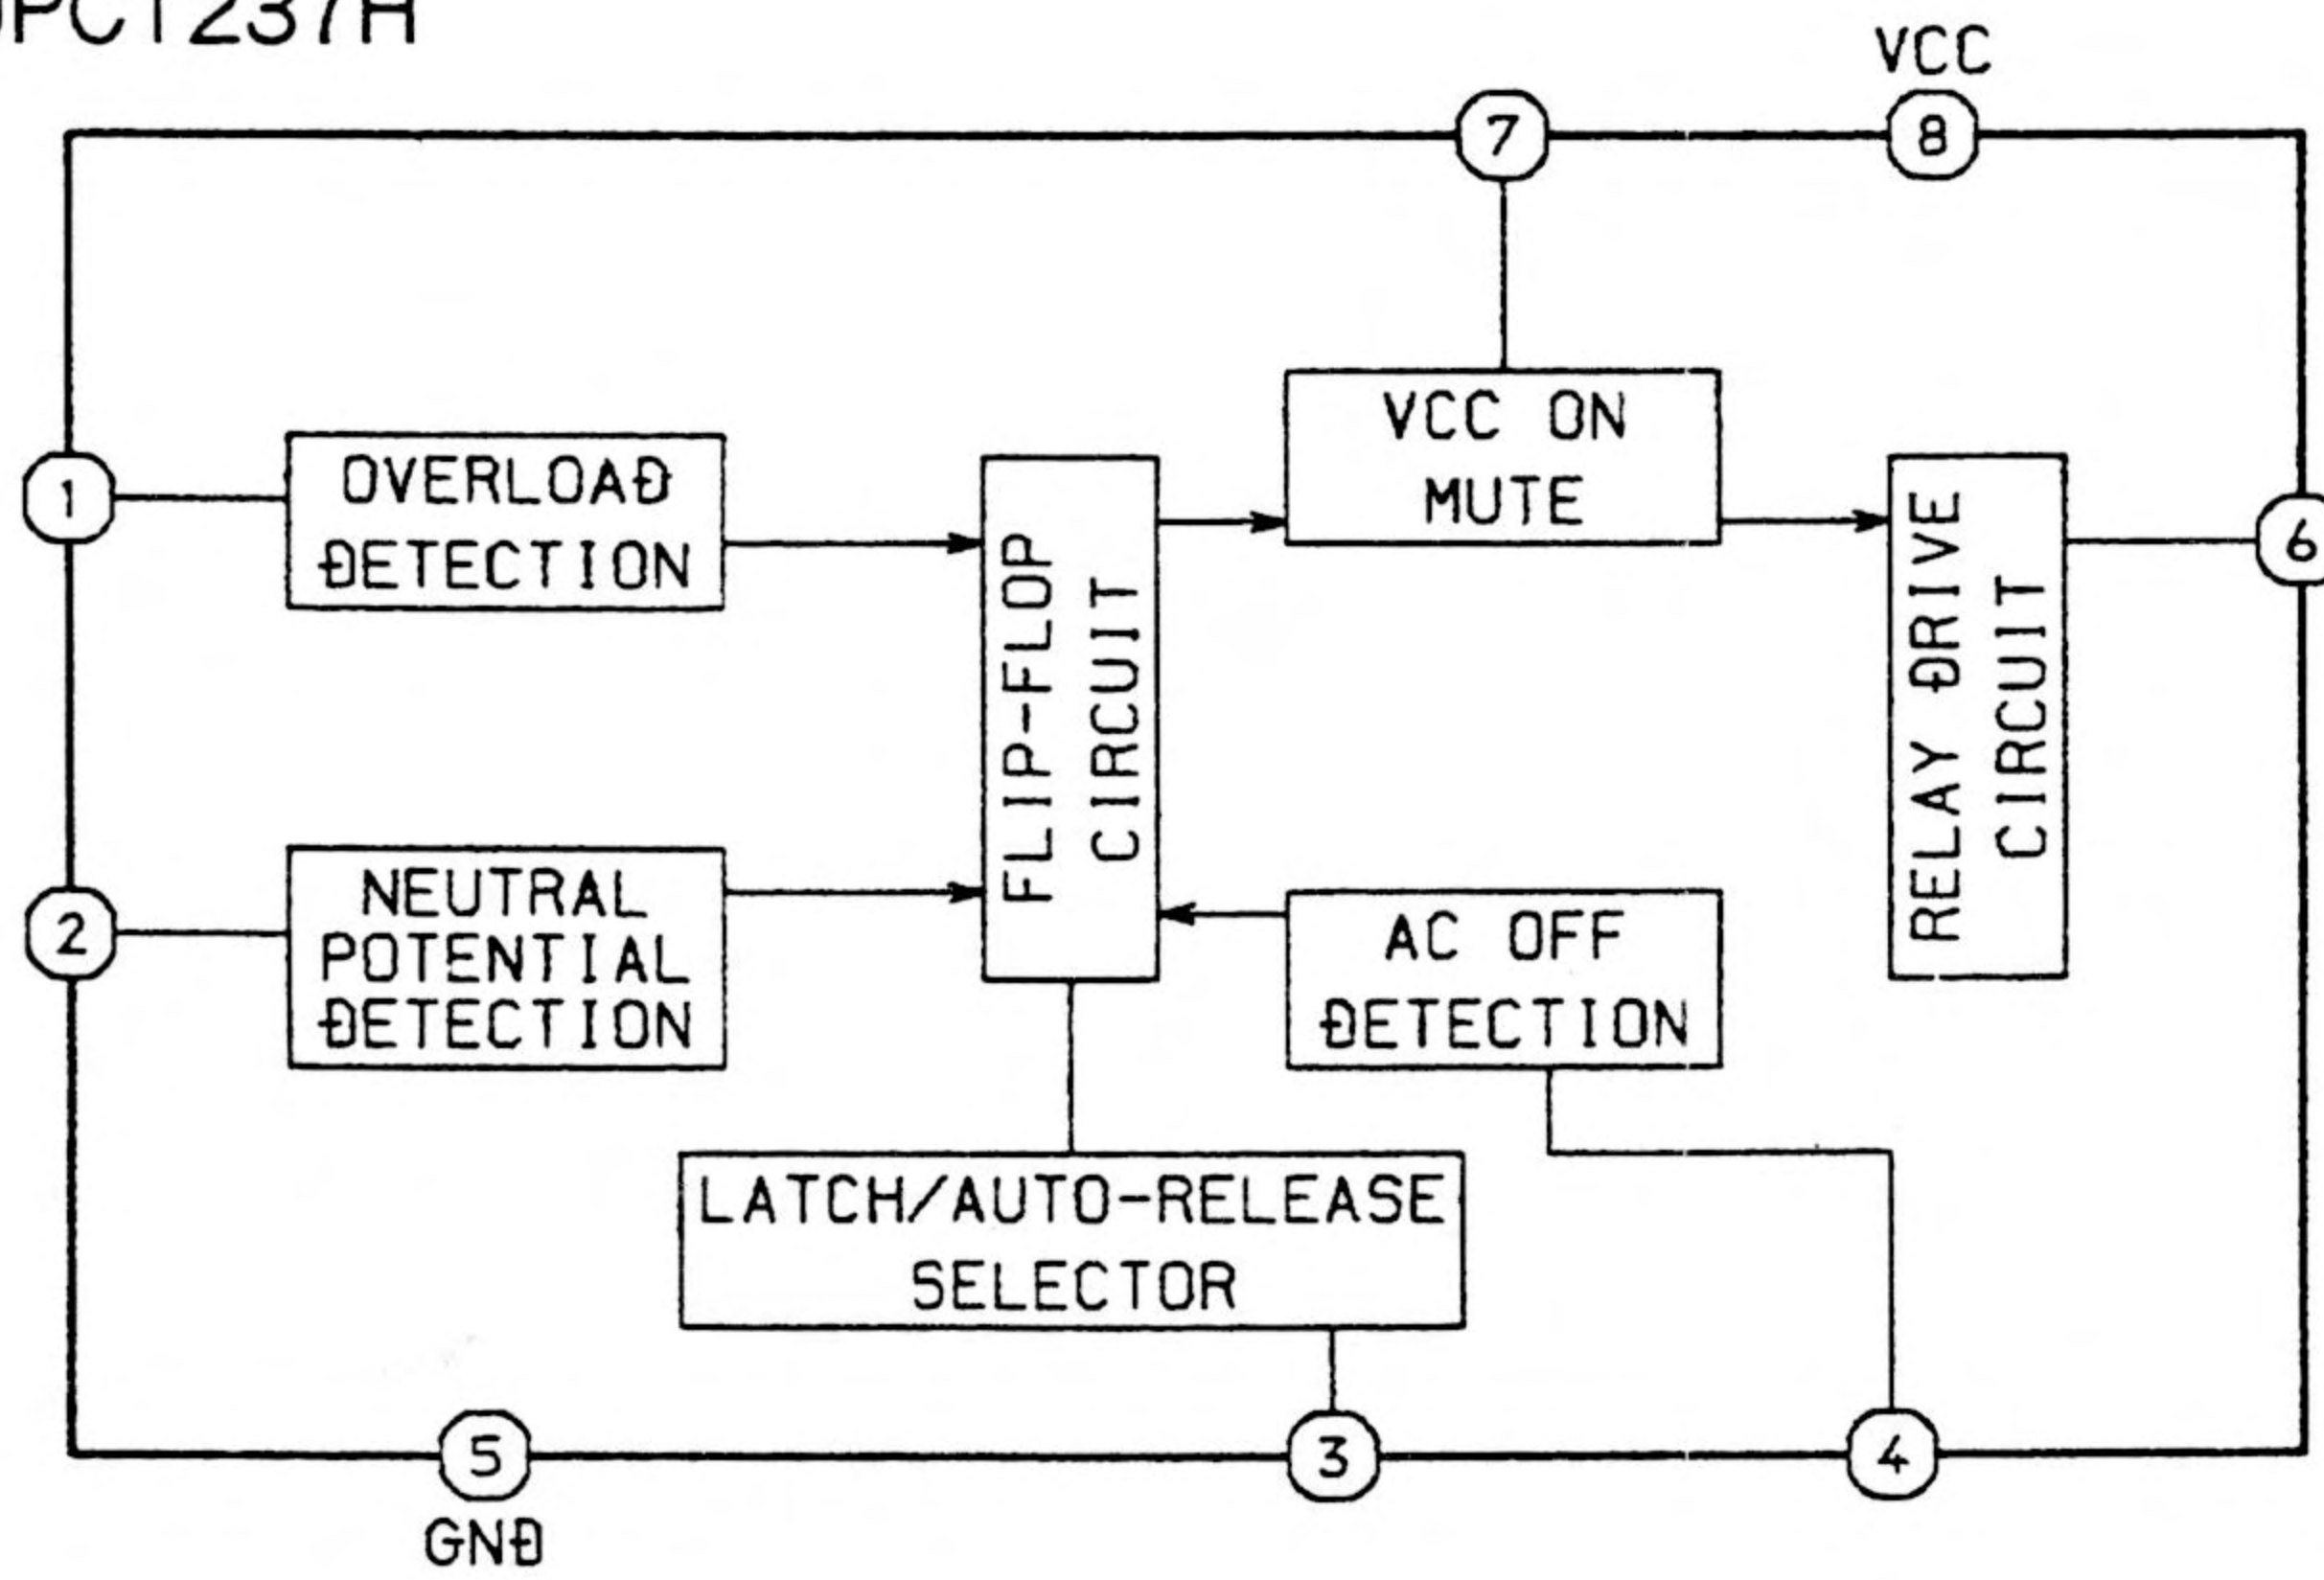 UPC1237H
VCC
7
8
VCC ON
MUTE
OVERLOAD
DETECTION
1
6
FLIP-FLOP
CIRCUIT
RELAY DRIVE
CIRCUIT
NEUTRAL
POTENTIAL
DETECTION
2
AC OFF
DETECTION
LATCH/AUTO-RELEASE
SELECTOR
5
3
4
GND